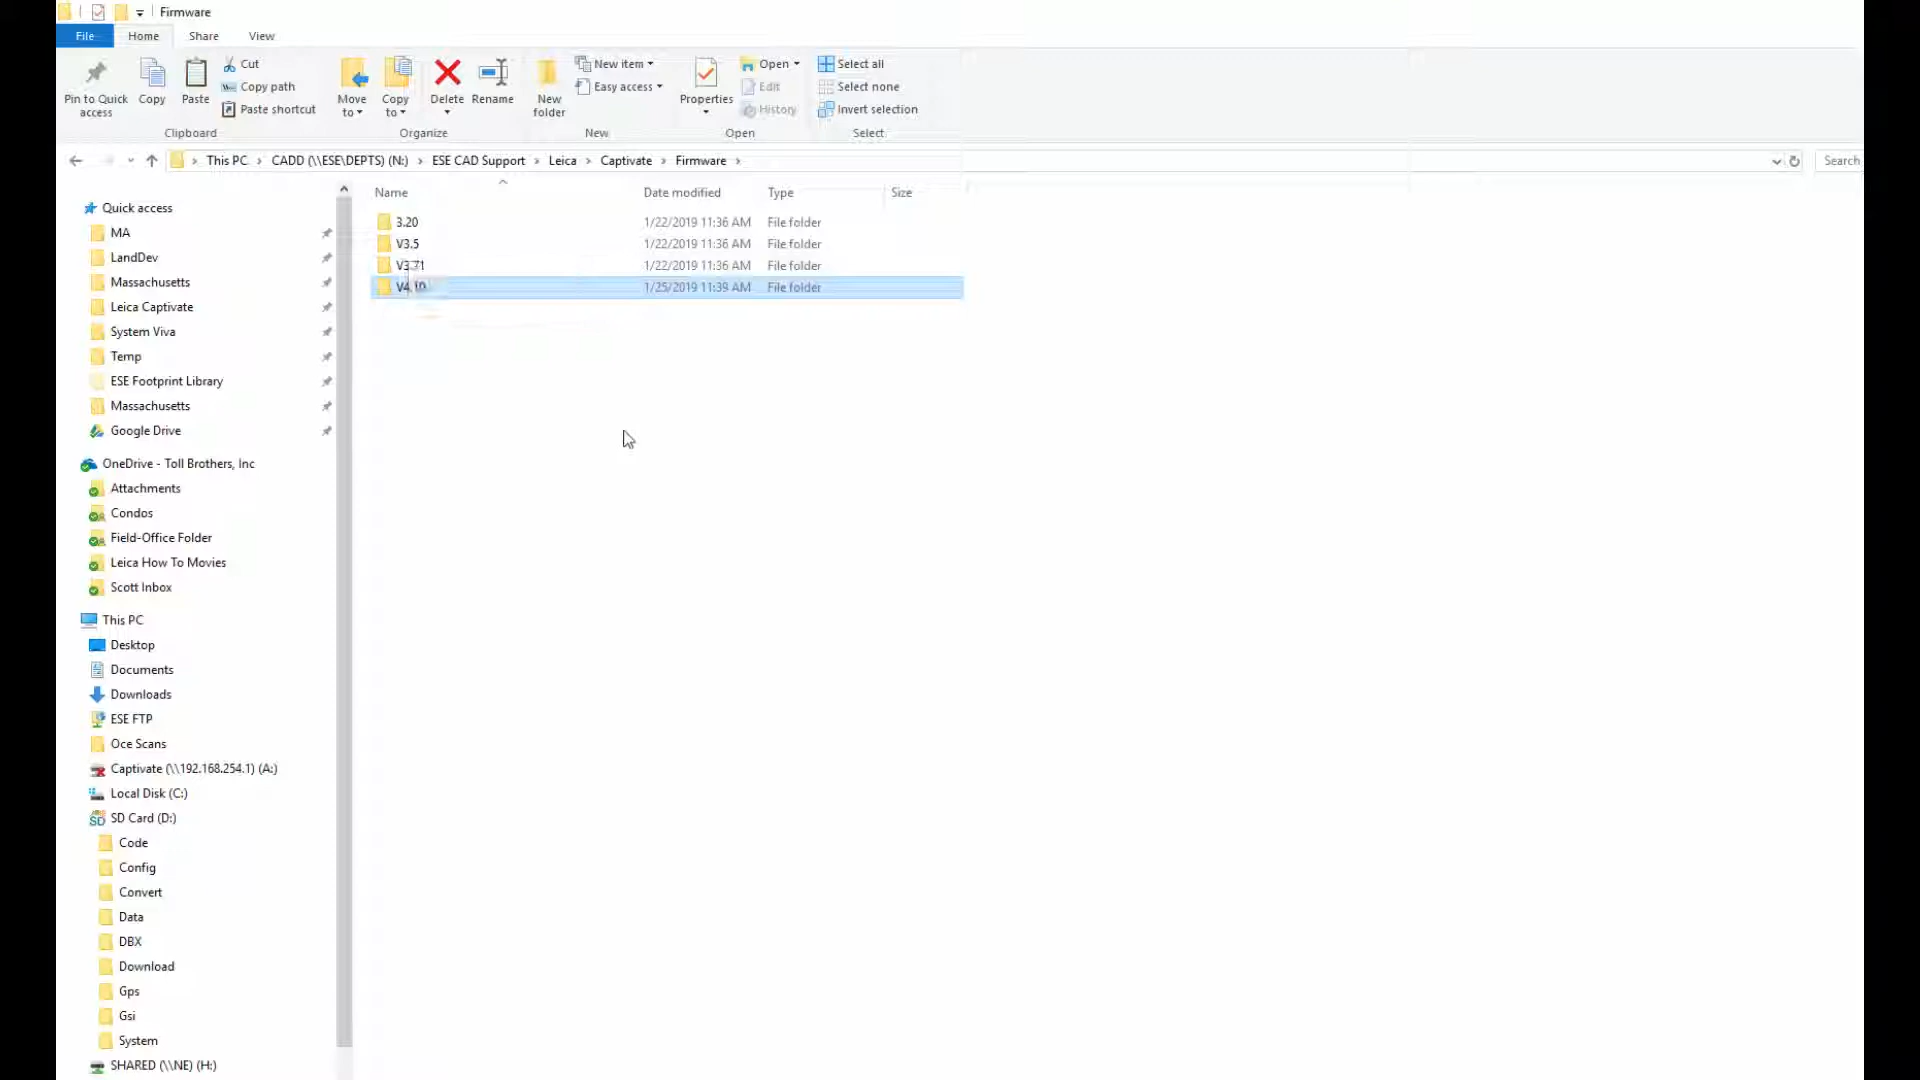 Firmware
File Home Share View
Pin to Quick access
Copy
Paste
Cut
Copy path
Paste shortcut
Clipboard
Move to
Copy to
Delete
Rename
Organize
New folder
New item
Easy access
New
Properties
Open
Edit
History
Open
Select all
Select none
Invert selection
Select
This PC > CADD (\\ESE\DEPTS) (N:) > ESE CAD Support > Leica > Captivate > Firmware >
Search
Name Date modified Type Size
3.20 1/22/2019 11:36 AM File folder
V3.5 1/22/2019 11:36 AM File folder
V3.71 1/22/2019 11:36 AM File folder
V4.10 1/25/2019 11:39 AM File folder
Quick access
MA
LandDev
Massachusetts
Leica Captivate
System Viva
Temp
ESE Footprint Library
Massachusetts
Google Drive
OneDrive - Toll Brothers, Inc
Attachments
Condos
Field-Office Folder
Leica How To Movies
Scott Inbox
This PC
Desktop
Documents
Downloads
ESE FTP
Oce Scans
Captivate (\\192.168.254.1) (A:)
Local Disk (C:)
SD Card (D:)
Code
Config
Convert
Data
DBX
Download
Gps
Gsi
System
SHARED (\\NE) (H:)